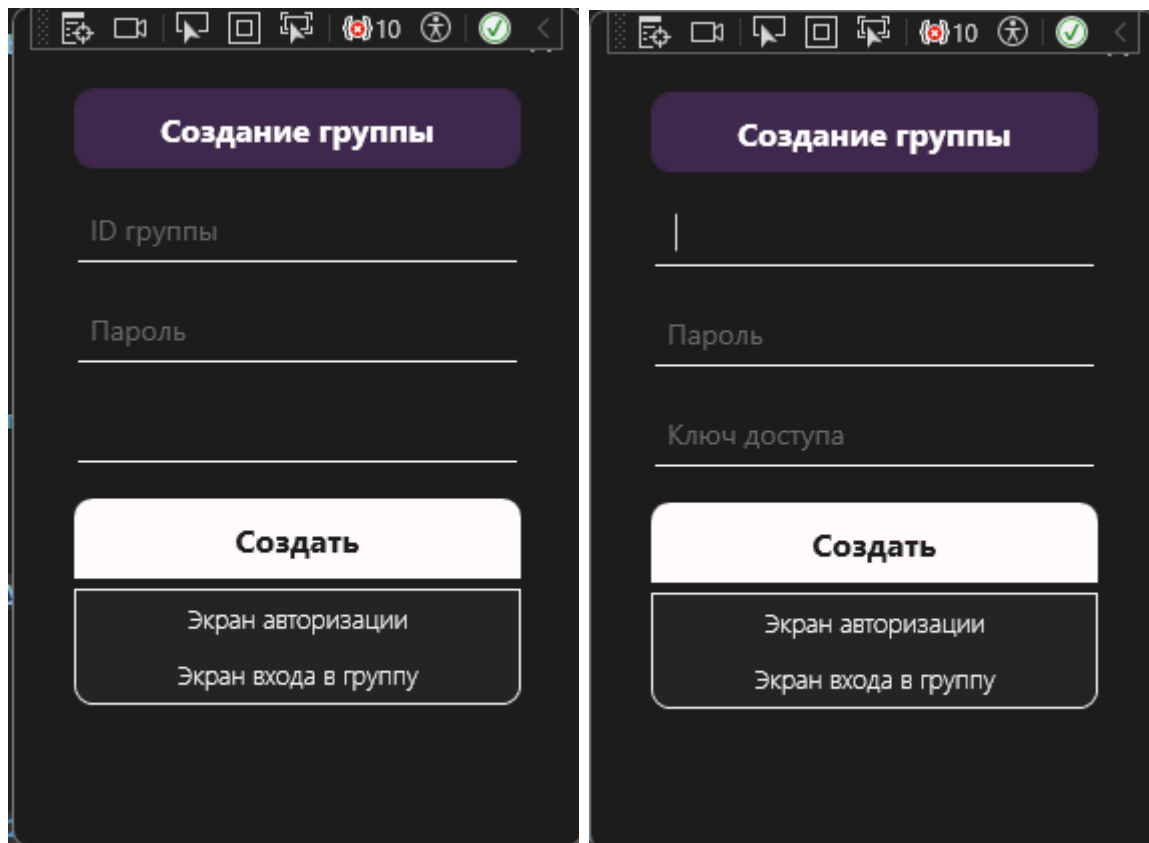 10
Создание группы
ID группы
Пароль
Создать
Экран авторизации
Экран входа в группу
10
Создание группы
Пароль
Ключ доступа
Создать
Экран авторизации
Экран входа в группу